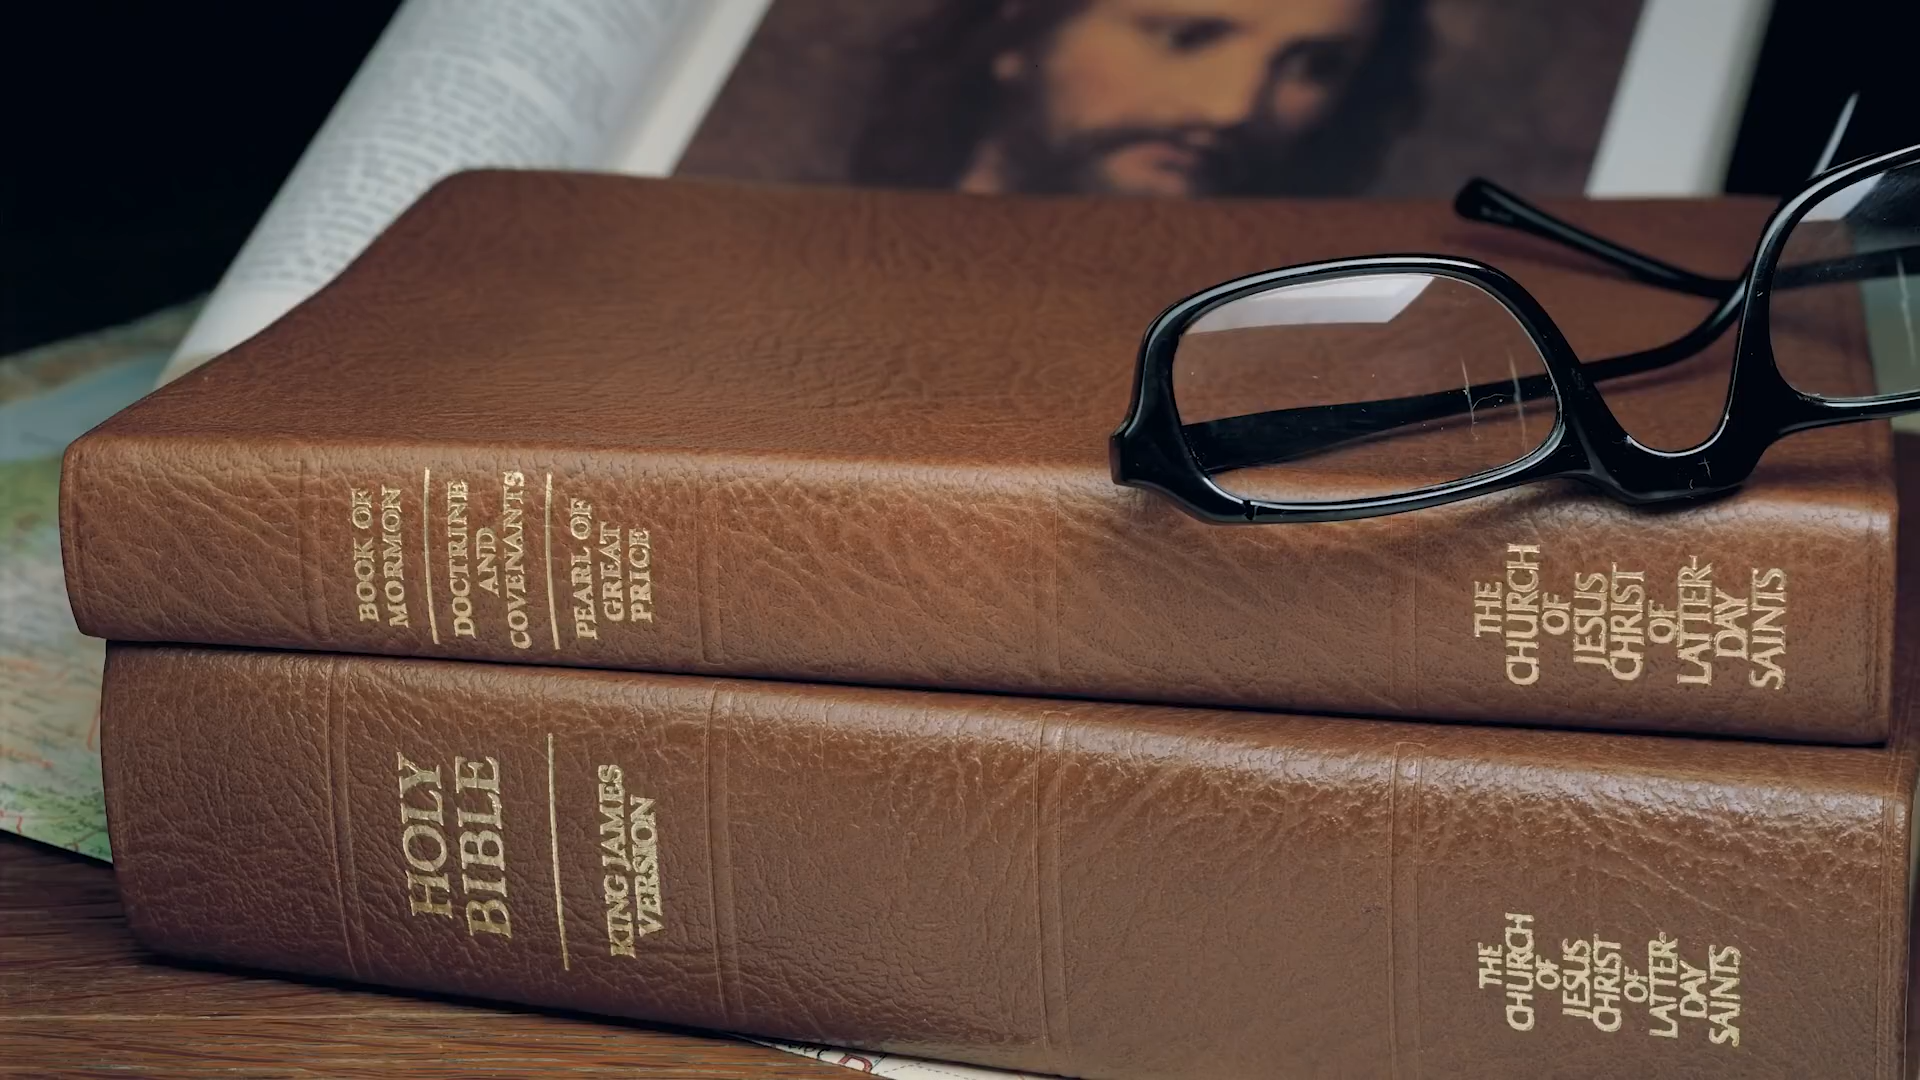 BOOK OF
MORMON
DOCTRINE
AND
COVENANTS
PEARL OF
GREAT
PRICE
THE
CHURCH
OF
JESUS
CHRIST
OF
LATTER-
DAY
SAINTS
HOLY
BIBLE
KING JAMES
VERSION
THE
CHURCH
OF
JESUS
CHRIST
OF
LATTER-
DAY
SAINTS